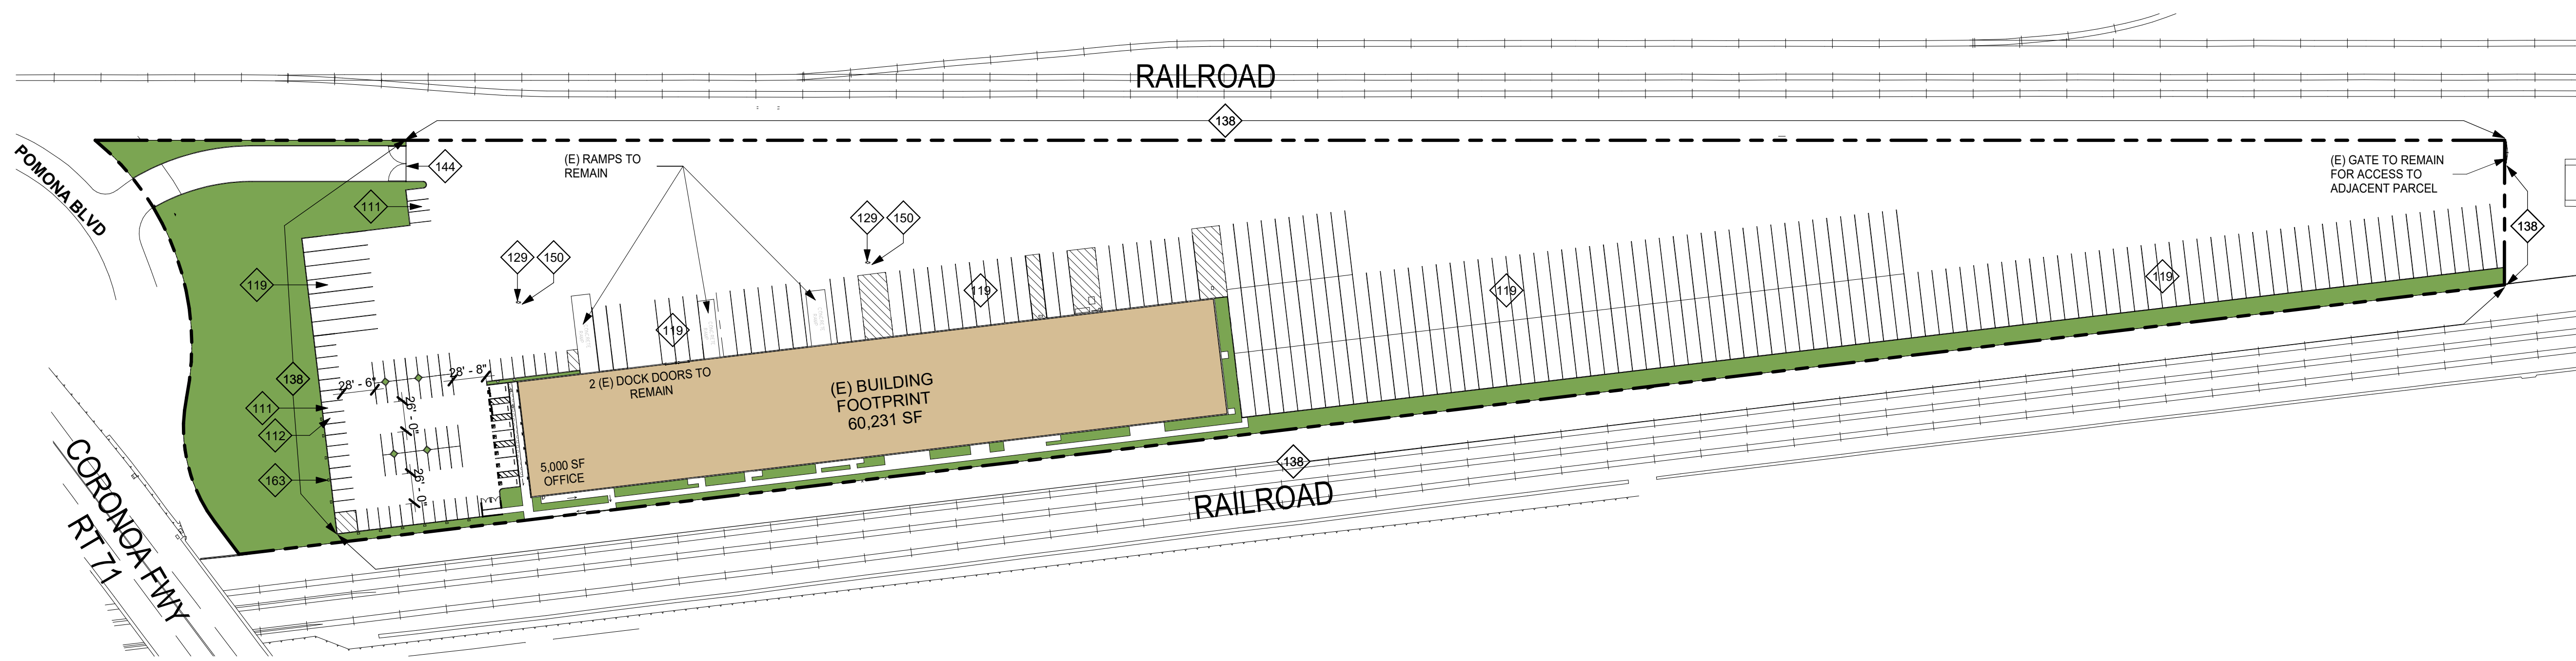 RAILROAD
138
POMONA BLVD
144
(E) RAMPS TO
REMAIN
(E) GATE TO REMAIN
FOR ACCESS TO
ADJACENT PARCEL
111
129
150
138
129
150
119
119
119
119
119
138
28' - 6"
28' - 8"
2 (E) DOCK DOORS TO
REMAIN
(E) BUILDING
FOOTPRINT
60,231 SF
111
26' - 0"
112
5,000 SF
OFFICE
163
26' - 0"
138
RAILROAD
CORONOA FWY
RT 71